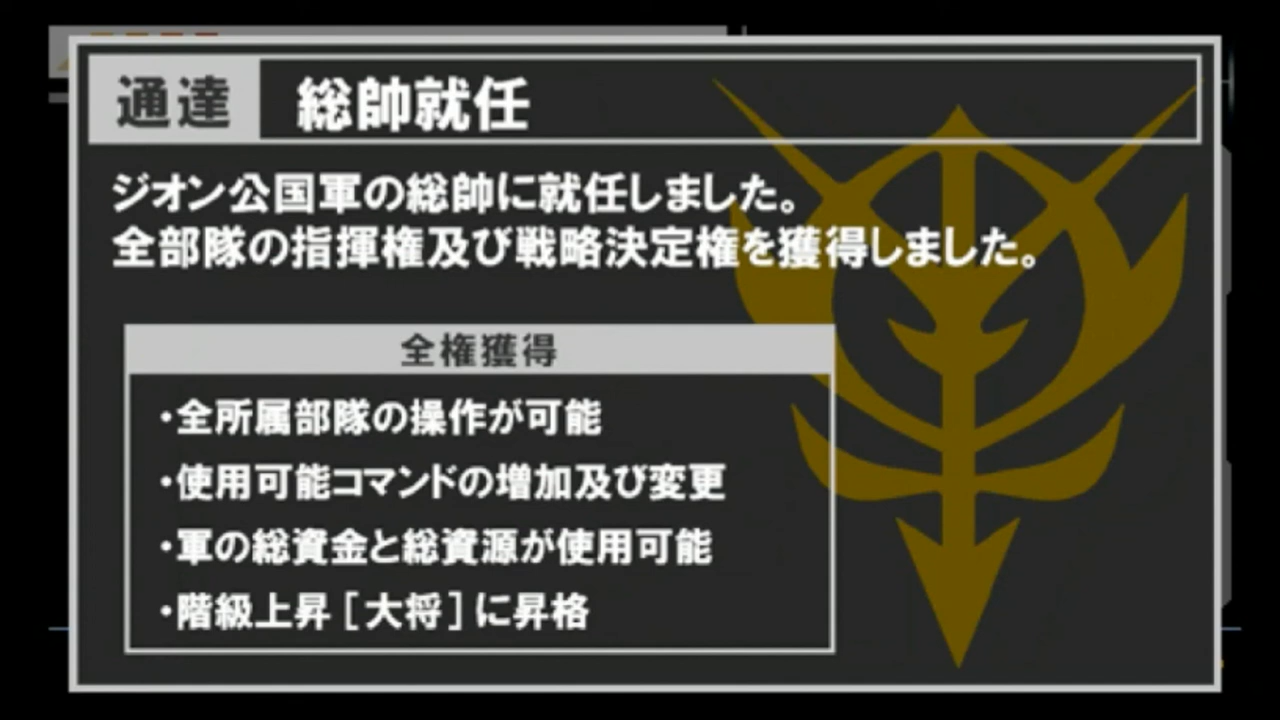 通達 総帥就任
ジオン公国軍の総帥に就任しました。
全部隊の指揮権及び戦略決定権を獲得しました。
全権獲得
・全所属部隊の操作が可能
・使用可能コマンドの増加及び変更
・軍の総資金と総資源が使用可能
・階級上昇［大将］に昇格